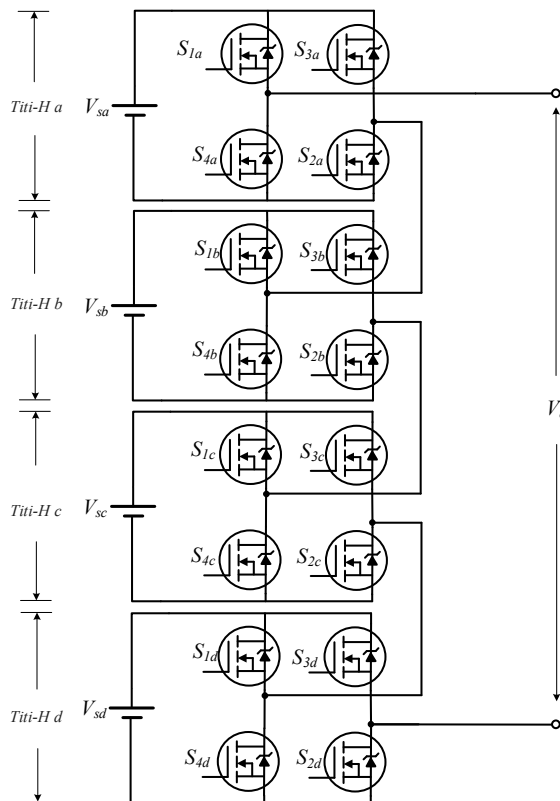 S1a
S3a
Titi-H a
Vsa
S4a
S2a
S1b
S3b
Titi-H b
Vsb
S4b
S2b
S1c
S3c
Titi-H c
Vsc
S4c
S2c
S1d
S3d
Titi-H d
Vsd
S4d
S2d